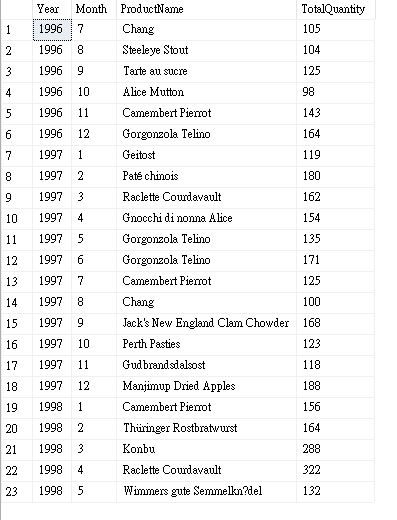 Year Month ProductName TotalQuantity
1 1996 7 Chang 105
2 1996 8 Steeleye Stout 104
3 1996 9 Tarte au sucre 125
4 1996 10 Alice Mutton 98
5 1996 11 Camembert Pierrot 143
6 1996 12 Gorgonzola Telino 164
7 1997 1 Geitost 119
8 1997 2 Paté chinois 180
9 1997 3 Raclette Courdavault 162
10 1997 4 Gnocchi di nonna Alice 154
11 1997 5 Gorgonzola Telino 135
12 1997 6 Gorgonzola Telino 171
13 1997 7 Camembert Pierrot 125
14 1997 8 Chang 100
15 1997 9 Jack's New England Clam Chowder 168
16 1997 10 Perth Pasties 123
17 1997 11 Gudbrandsdalsost 118
18 1997 12 Manjimup Dried Apples 188
19 1998 1 Camembert Pierrot 156
20 1998 2 Thüringer Rostbratwurst 164
21 1998 3 Konbu 288
22 1998 4 Raclette Courdavault 322
23 1998 5 Wimmers gute Semmelkn?del 132